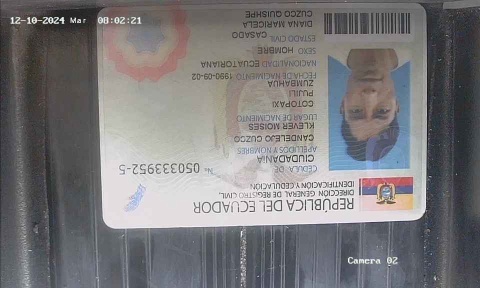 12-10-2024 Mar 08:02:21
REPÚBLICA DEL ECUADOR
DIRECCIÓN GENERAL DE REGISTRO CIVIL,
IDENTIFICACIÓN Y CEDULACIÓN
CÉDULA DE
CIUDADANÍA
No. 050333952-5
APELLIDOS Y NOMBRES
CANDELEJO CUZCO
KLEVER MOISES
LUGAR DE NACIMIENTO
COTOPAXI
PUJILI
ZUMBAHUA
FECHA DE NACIMIENTO 1990-09-02
NACIONALIDAD ECUATORIANA
SEXO HOMBRE
ESTADO CIVIL CASADO
DIANA MARICELA
CUZCO QUISHPE
Camera 02